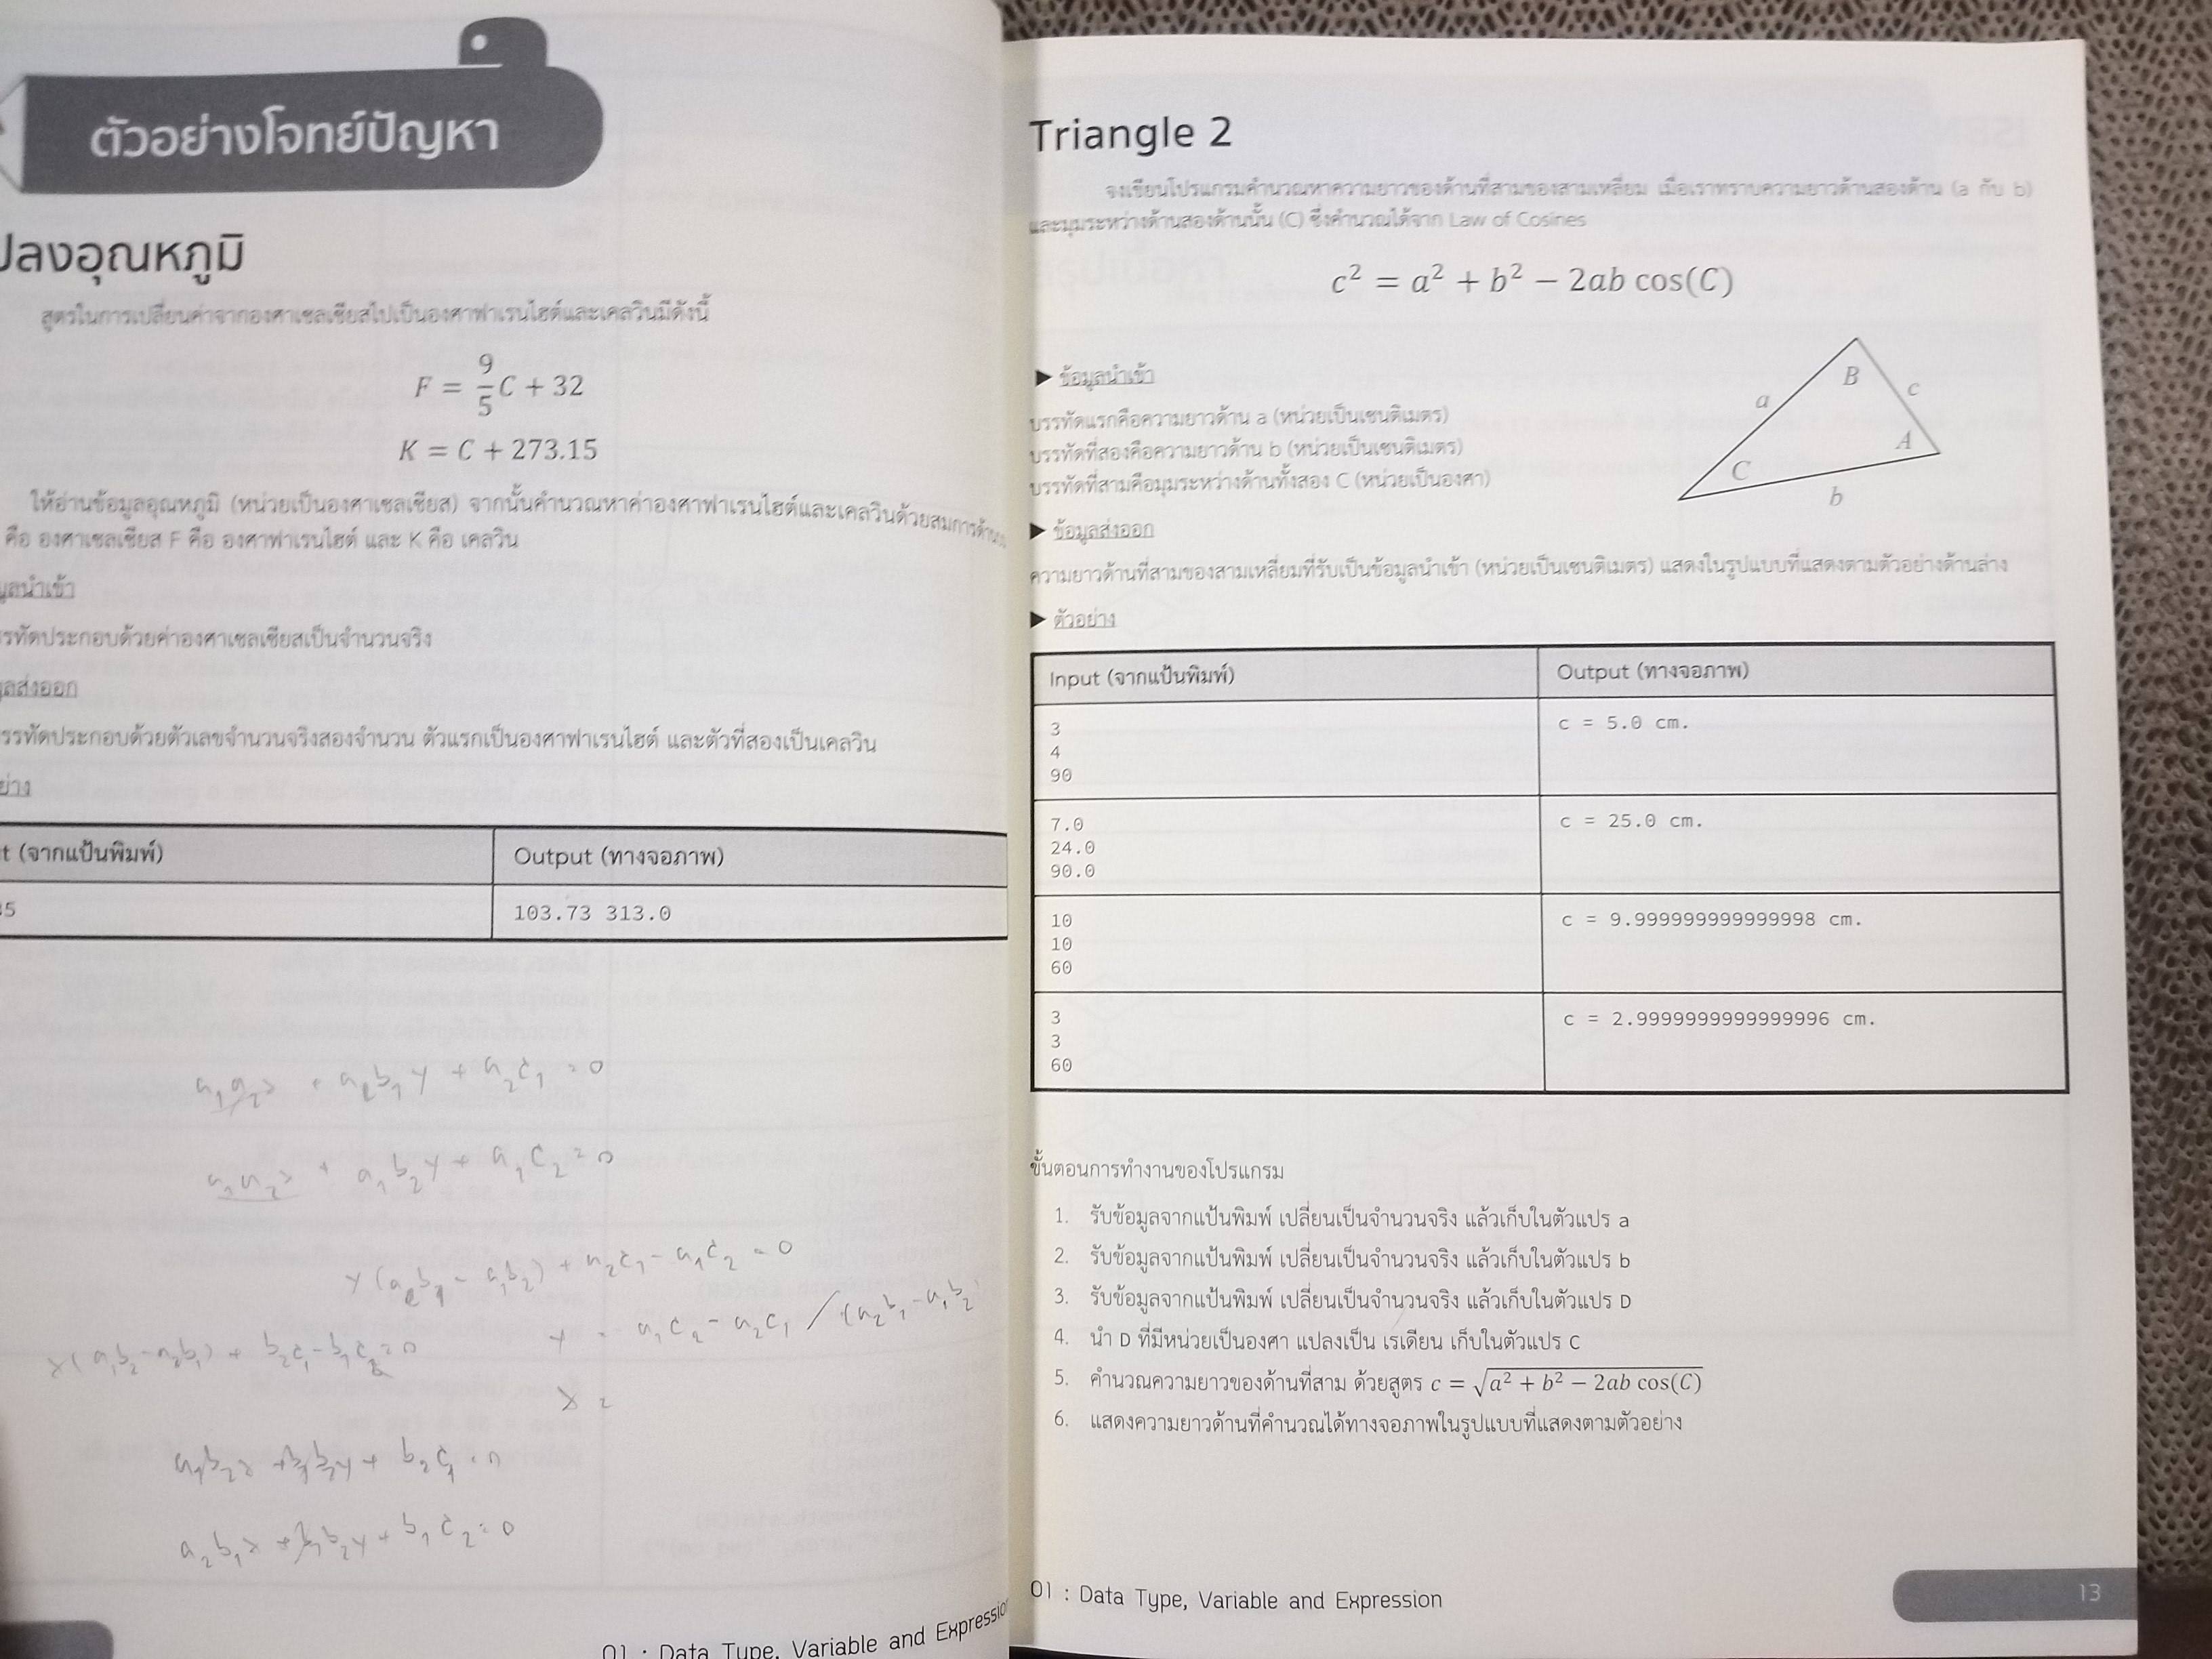 ตัวอย่างโจทย์ปัญหา
ปลงอุณหภูมิ
สูตรในการเปลี่ยนค่าจากองศาเซลเซียสไปเป็นองศาฟาเรนไฮต์และเคลวินมีดังนี้
F = 9/5 C + 32
K = C + 273.15
ให้อ่านข้อมูลอุณหภูมิ (หน่วยเป็นองศาเซลเซียส) จากนั้นคำนวณหาค่าองศาฟาเรนไฮต์และเคลวินด้วยสมการด้าน
คือ องศาเซลเซียส F คือ องศาฟาเรนไฮต์ และ K คือ เคลวิน
มูลนำเข้า
รรทัดประกอบด้วยค่าองศาเซลเซียสเป็นจำนวนจริง
มูลส่งออก
รรทัดประกอบด้วยตัวเลขจำนวนจริงสองจำนวน ตัวแรกเป็นองศาฟาเรนไฮต์ และตัวที่สองเป็นเคลวิน
ย่าง
t (จากแป้นพิมพ์) Output (ทางจอภาพ)
5 103.73 313.0
a₁a₂x + a₂b₁y + a₂c₁ = 0
a₁a₂x + a₁b₂y + a₁c₂ = 0
y(a₂b₁ - a₁b₂) + a₂c₁ - a₁c₂ = 0
y = a₁c₂ - a₂c₁ / (a₂b₁ - a₁b₂
x(a₁b₂ - a₂b₁) + b₂c₁ - b₁c₂ = 0
x =
a₁b₂x + b₁b₂y + b₂c₁ = 0
a₂b₁x + b₁b₂y + b₁c₂ = 0
01 : Data Type, Variable and Expression
Triangle 2
จงเขียนโปรแกรมคำนวณหาความยาวของด้านที่สามของสามเหลี่ยม เมื่อเราทราบความยาวด้านสองด้าน (a กับ b)
และมุมระหว่างด้านสองด้านนั้น (C) ซึ่งคำนวณได้จาก Law of Cosines
c² = a² + b² − 2ab cos(C)
▶ ข้อมูลนำเข้า
บรรทัดแรกคือความยาวด้าน a (หน่วยเป็นเซนติเมตร)
บรรทัดที่สองคือความยาวด้าน b (หน่วยเป็นเซนติเมตร)
บรรทัดที่สามคือมุมระหว่างด้านทั้งสอง C (หน่วยเป็นองศา)
B
a
c
A
C
b
▶ ข้อมูลส่งออก
ความยาวด้านที่สามของสามเหลี่ยมที่รับเป็นข้อมูลนำเข้า (หน่วยเป็นเซนติเมตร) แสดงในรูปแบบที่แสดงตามตัวอย่างด้านล่าง
▶ ตัวอย่าง
Input (จากแป้นพิมพ์) Output (ทางจอภาพ)
3 c = 5.0 cm.
4
90
7.0 c = 25.0 cm.
24.0
90.0
10 c = 9.999999999999998 cm.
10
60
3 c = 2.9999999999999996 cm.
3
60
ขั้นตอนการทำงานของโปรแกรม
1. รับข้อมูลจากแป้นพิมพ์ เปลี่ยนเป็นจำนวนจริง แล้วเก็บในตัวแปร a
2. รับข้อมูลจากแป้นพิมพ์ เปลี่ยนเป็นจำนวนจริง แล้วเก็บในตัวแปร b
3. รับข้อมูลจากแป้นพิมพ์ เปลี่ยนเป็นจำนวนจริง แล้วเก็บในตัวแปร D
4. นำ D ที่มีหน่วยเป็นองศา แปลงเป็น เรเดียน เก็บในตัวแปร C
5. คำนวณความยาวของด้านที่สาม ด้วยสูตร c = √(a² + b² − 2ab cos(C))
6. แสดงความยาวด้านที่คำนวณได้ทางจอภาพในรูปแบบที่แสดงตามตัวอย่าง
01 : Data Type, Variable and Expression
13